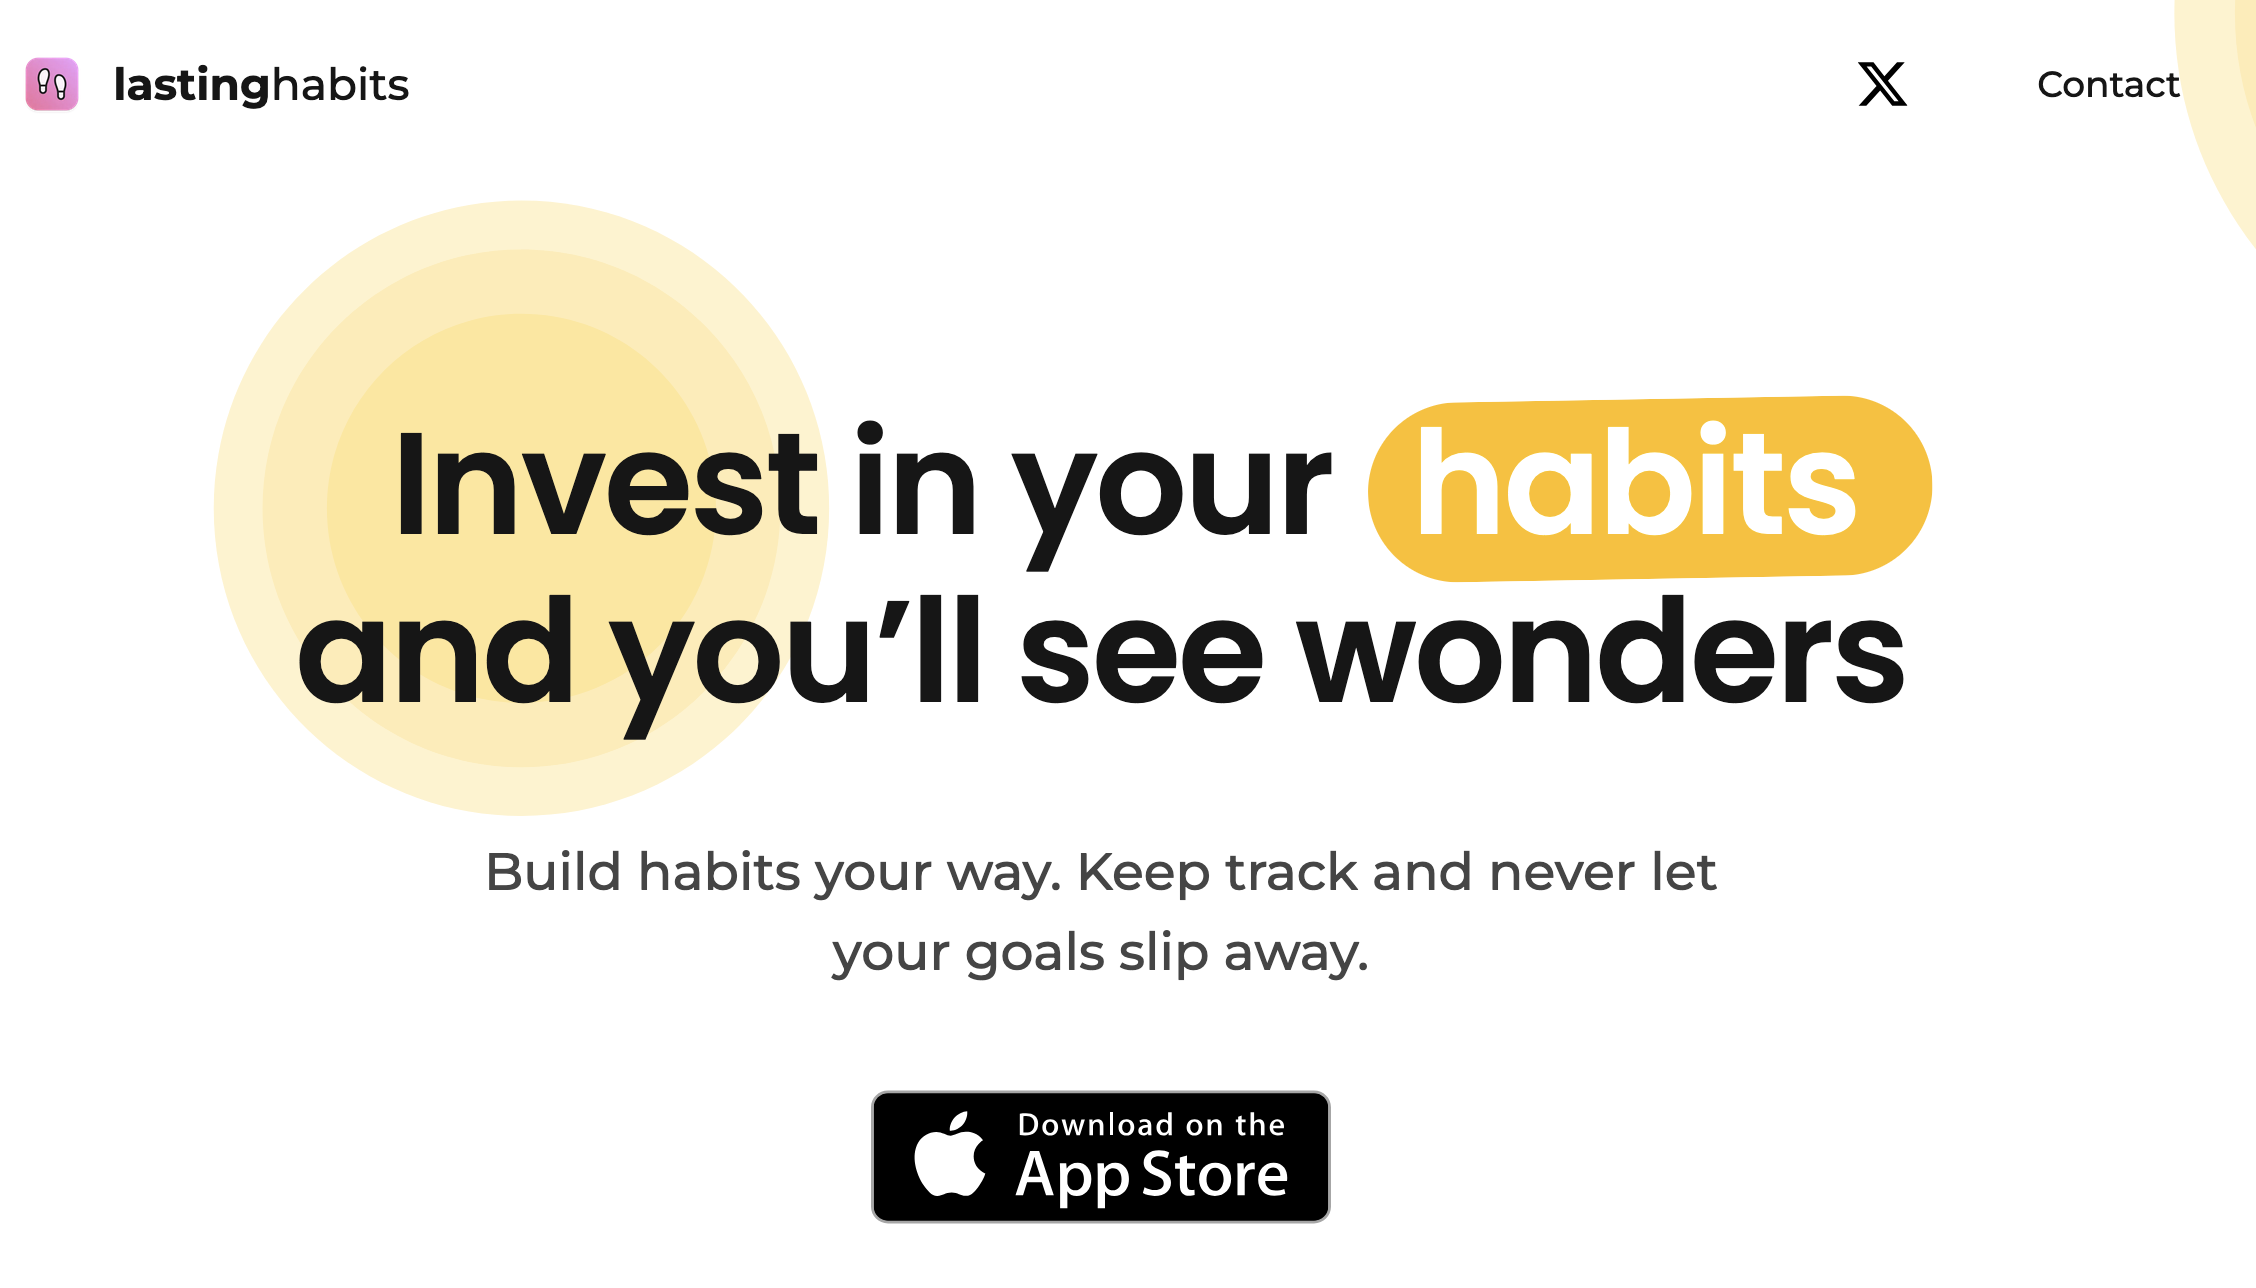 lastinghabits
Contact
Invest in your habits
and you’ll see wonders
Build habits your way. Keep track and never let
your goals slip away.
Download on the
App Store